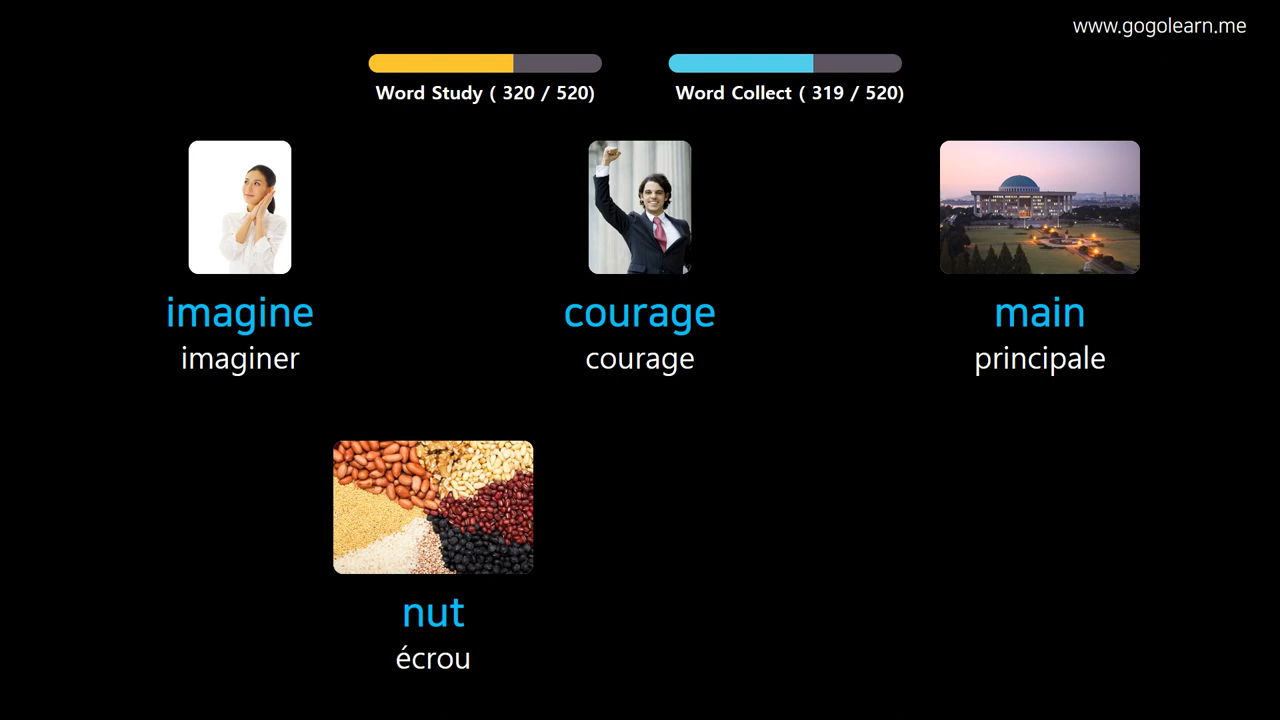 www.gogolearn.me
Word Study ( 320 / 520)
Word Collect ( 319 / 520)
imagine
imaginer
courage
courage
main
principale
nut
écrou